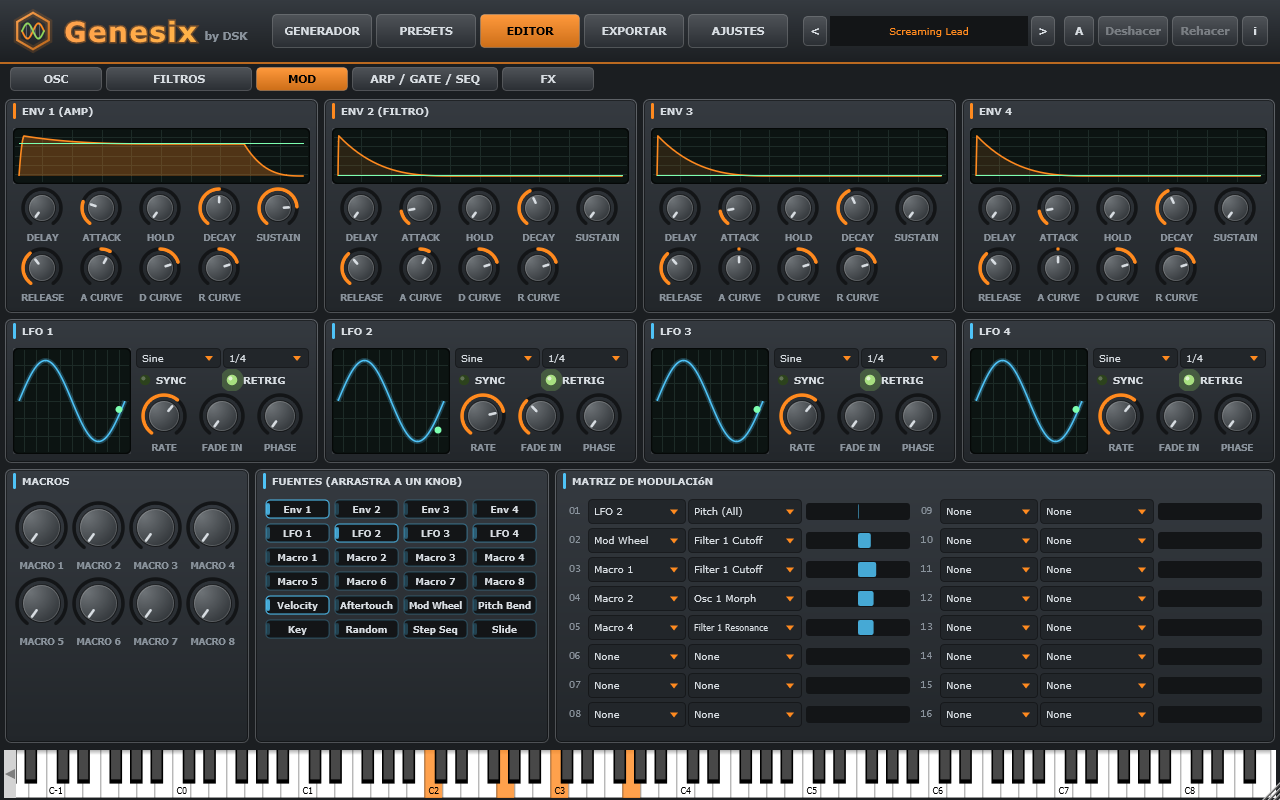 Genesix by DSK GENERADOR PRESETS EDITOR EXPORTAR AJUSTES < Screaming Lead > A Deshacer Rehacer i
OSC FILTROS MOD ARP / GATE / SEQ FX
ENV 1 (AMP) ENV 2 (FILTRO) ENV 3 ENV 4
DELAY ATTACK HOLD DECAY SUSTAIN DELAY ATTACK HOLD DECAY SUSTAIN DELAY ATTACK HOLD DECAY SUSTAIN DELAY ATTACK HOLD DECAY SUSTAIN
RELEASE A CURVE D CURVE R CURVE RELEASE A CURVE D CURVE R CURVE RELEASE A CURVE D CURVE R CURVE RELEASE A CURVE D CURVE R CURVE
LFO 1 LFO 2 LFO 3 LFO 4
Sine 1/4 Sine 1/4 Sine 1/4 Sine 1/4
SYNC RETRIG SYNC RETRIG SYNC RETRIG SYNC RETRIG
RATE FADE IN PHASE RATE FADE IN PHASE RATE FADE IN PHASE RATE FADE IN PHASE
MACROS
MACRO 1 MACRO 2 MACRO 3 MACRO 4
MACRO 5 MACRO 6 MACRO 7 MACRO 8
FUENTES (ARRASTRA A UN KNOB)
Env 1 Env 2 Env 3 Env 4
LFO 1 LFO 2 LFO 3 LFO 4
Macro 1 Macro 2 Macro 3 Macro 4
Macro 5 Macro 6 Macro 7 Macro 8
Velocity Aftertouch Mod Wheel Pitch Bend
Key Random Step Seq Slide
MATRIZ DE MODULACIóN
01 LFO 2 Pitch (All) 09 None None
02 Mod Wheel Filter 1 Cutoff 10 None None
03 Macro 1 Filter 1 Cutoff 11 None None
04 Macro 2 Osc 1 Morph 12 None None
05 Macro 4 Filter 1 Resonance 13 None None
06 None None 14 None None
07 None None 15 None None
08 None None 16 None None
C-1 C0 C1 C2 C3 C4 C5 C6 C7 C8